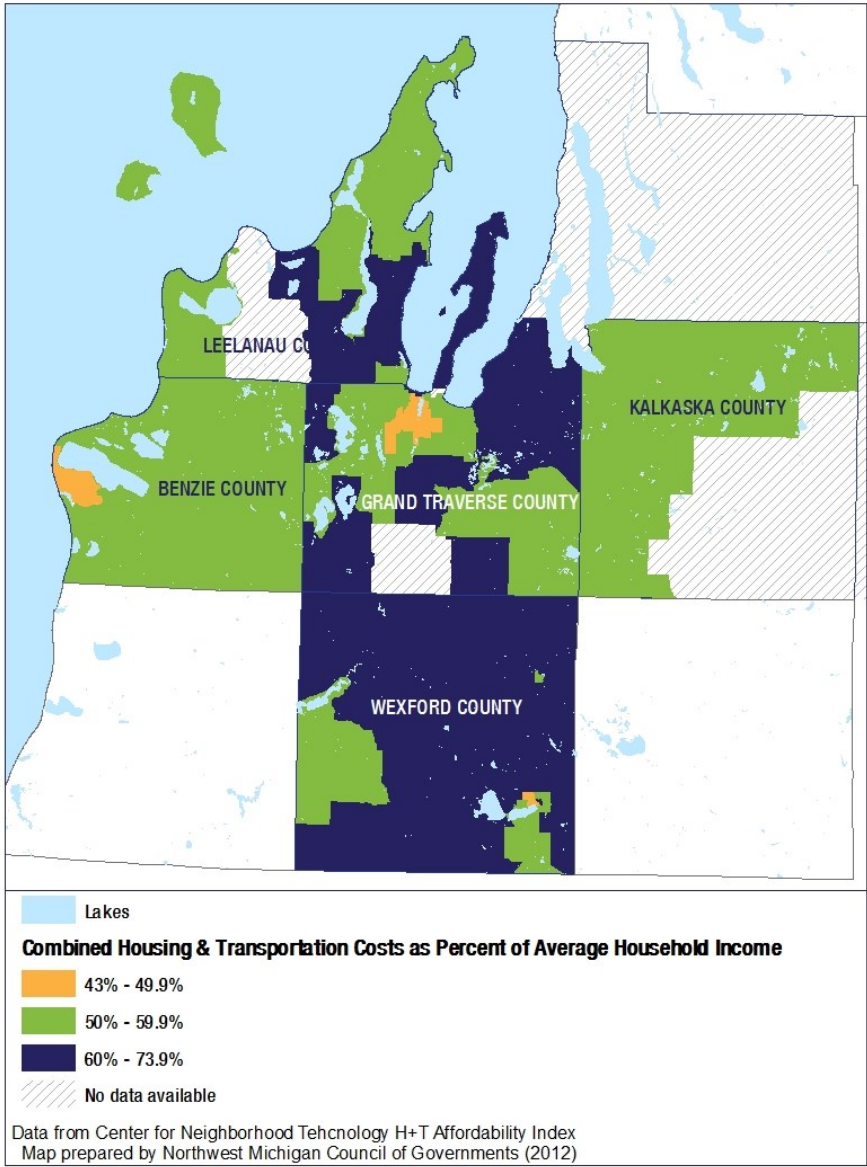 LEELANAU CO
KALKASKA COUNTY
BENZIE COUNTY
GRAND TRAVERSE COUNTY
WEXFORD COUNTY
Lakes
Combined Housing & Transportation Costs as Percent of Average Household Income
43% - 49.9%
50% - 59.9%
60% - 73.9%
No data available
Data from Center for Neighborhood Tehcnology H+T Affordability Index
Map prepared by Northwest Michigan Council of Governments (2012)